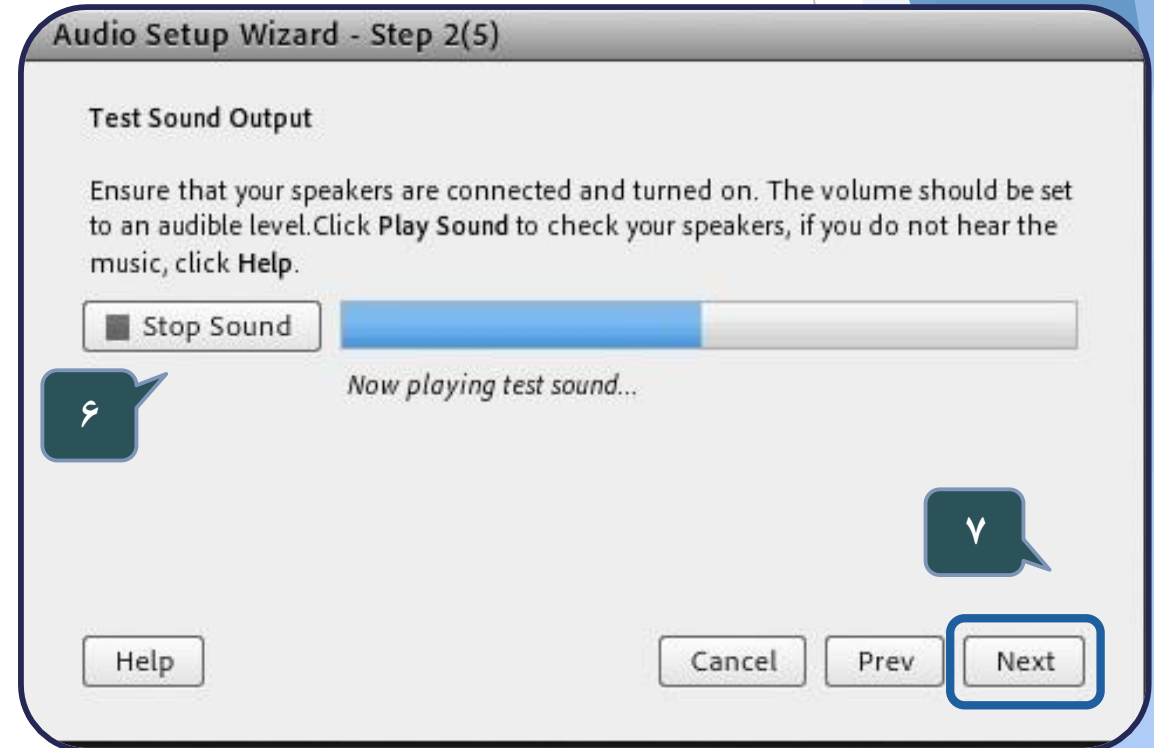 Audio Setup Wizard - Step 2(5)
Test Sound Output
Ensure that your speakers are connected and turned on. The volume should be set
to an audible level.Click Play Sound to check your speakers, if you do not hear the
music, click Help.
Stop Sound
Now playing test sound...
۶
۷
Help Cancel Prev Next